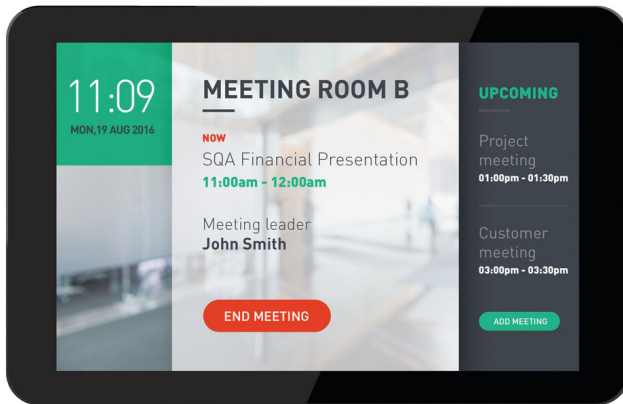 11:09
MON,19 AUG 2016
MEETING ROOM B
NOW
SQA Financial Presentation
11:00am - 12:00am
Meeting leader
John Smith
END MEETING
UPCOMING
Project
meeting
01:00pm - 01:30pm
Customer
meeting
03:00pm - 03:30pm
ADD MEETING